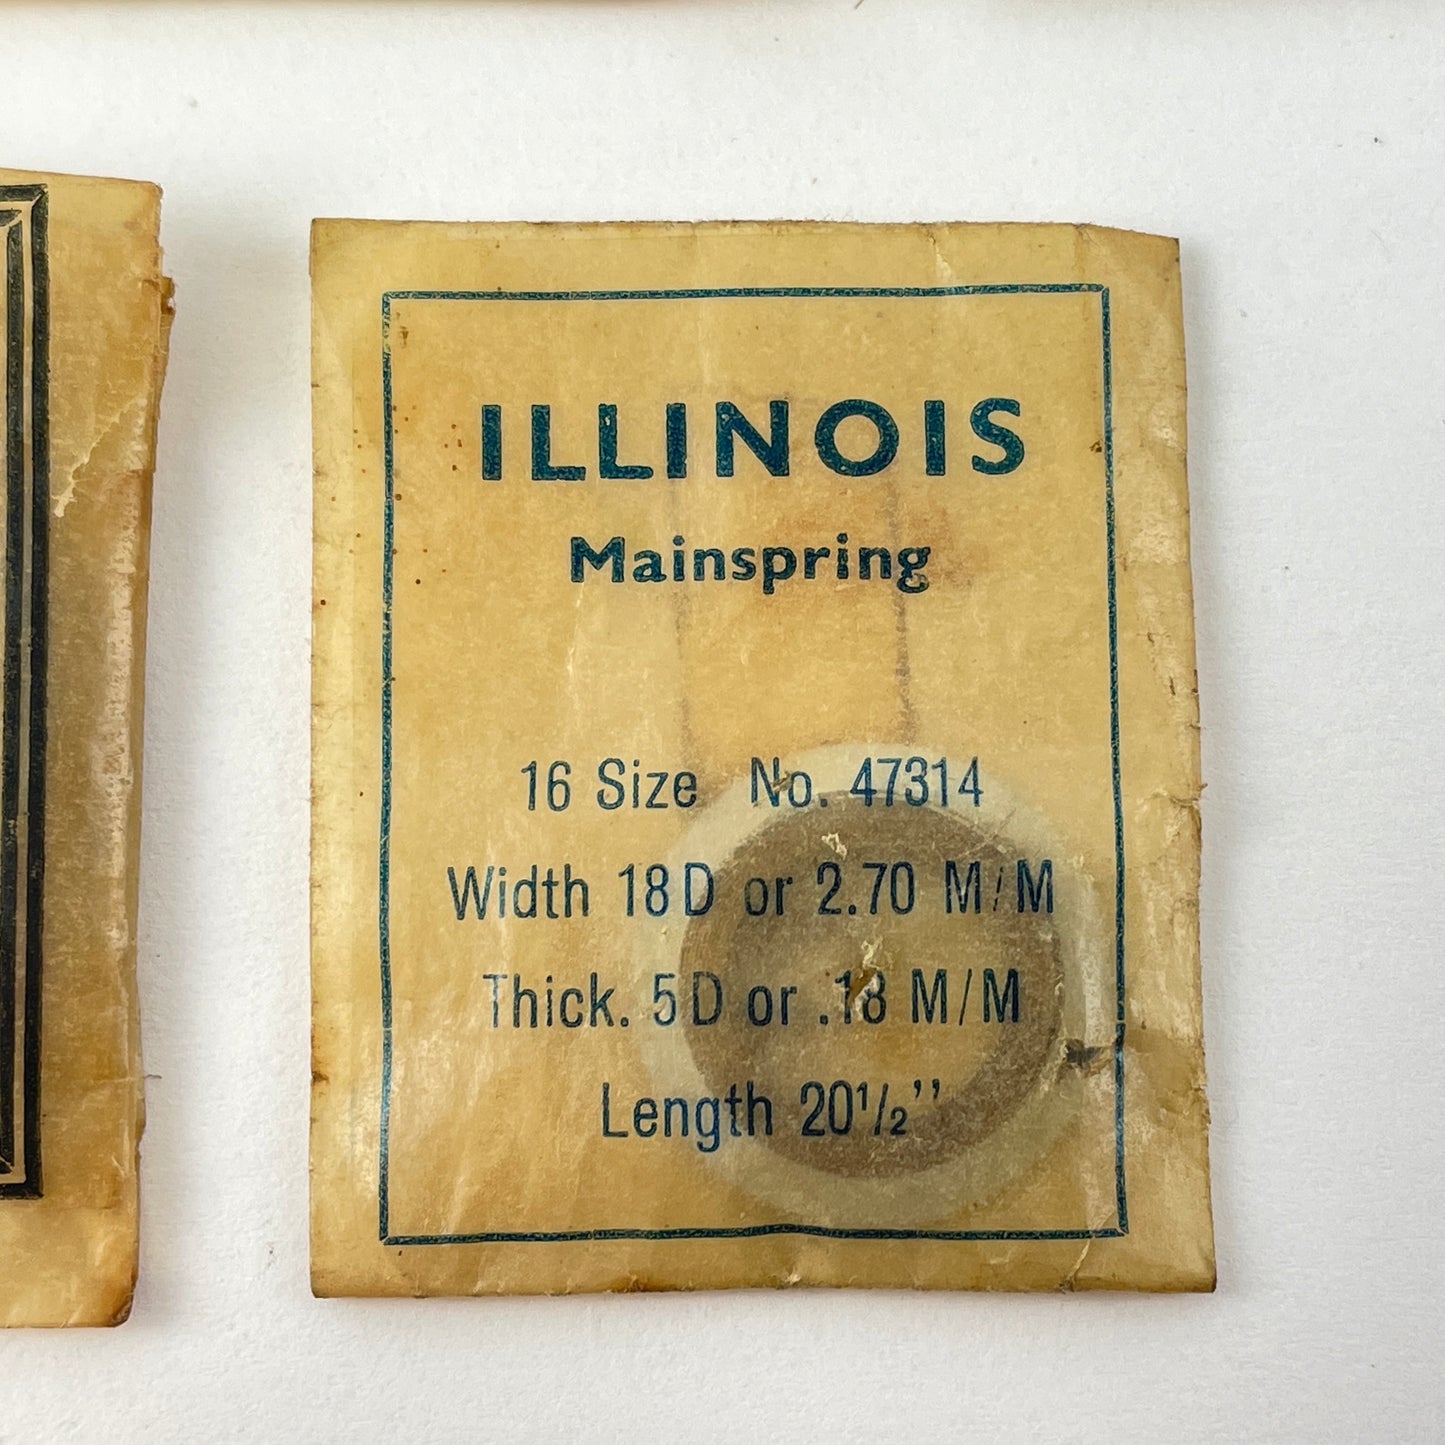 ILLINOIS
Mainspring
16 Size No. 47314
Width 18 D or 2.70 M/M
Thick. 5 D or .18 M/M
Length 20½’’